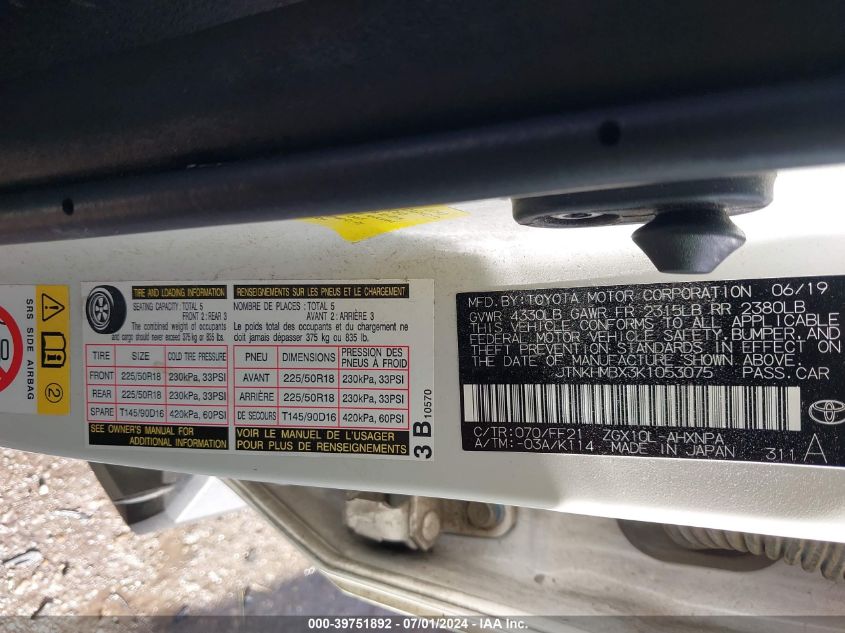 SRS SIDE AIRBAG
2
TIRE AND LOADING INFORMATION
SEATING CAPACITY : TOTAL 5
FRONT 2 : REAR 3
The combined weight of occupants
and cargo should never exceed 375 kg or 835 lbs.
TIRE SIZE COLD TIRE PRESSURE
FRONT 225/50R18 230kPa, 33PSI
REAR 225/50R18 230kPa, 33PSI
SPARE T145/90D16 420kPa, 60PSI
SEE OWNER'S MANUAL FOR
ADDITIONAL INFORMATION
RENSEIGNEMENTS SUR LES PNEUS ET LE CHARGEMENT
NOMBRE DE PLACES : TOTAL 5
AVANT 2 : ARRIÈRE 3
Le poids total des occupants et du chargement ne
doit jamais dépasser 375 kg ou 835 lb.
PNEU DIMENSIONS PRESSION DES PNEUS À FROID
AVANT 225/50R18 230kPa, 33PSI
ARRIÈRE 225/50R18 230kPa, 33PSI
DE SECOURS T145/90D16 420kPa, 60PSI
VOIR LE MANUEL DE L'USAGER
POUR PLUS DE RENSEIGNEMENTS
3 B 10570
MFD. BY: TOYOTA MOTOR CORPORATION 06/19
GVWR 4330LB GAWR FR 2315LB RR 2380LB
THIS VEHICLE CONFORMS TO ALL APPLICABLE
FEDERAL MOTOR VEHICLE SAFETY, BUMPER, AND
THEFT PREVENTION STANDARDS IN EFFECT ON
THE DATE OF MANUFACTURE SHOWN ABOVE.
JTNKHMBX3K1053075 PASS. CAR
C/TR: 070/FF21 ZGX10L-AHXNPA
A/TM: -03A/K114 MADE IN JAPAN 311 A
TOYOTA
000-39751892 - 07/01/2024 - IAA Inc.